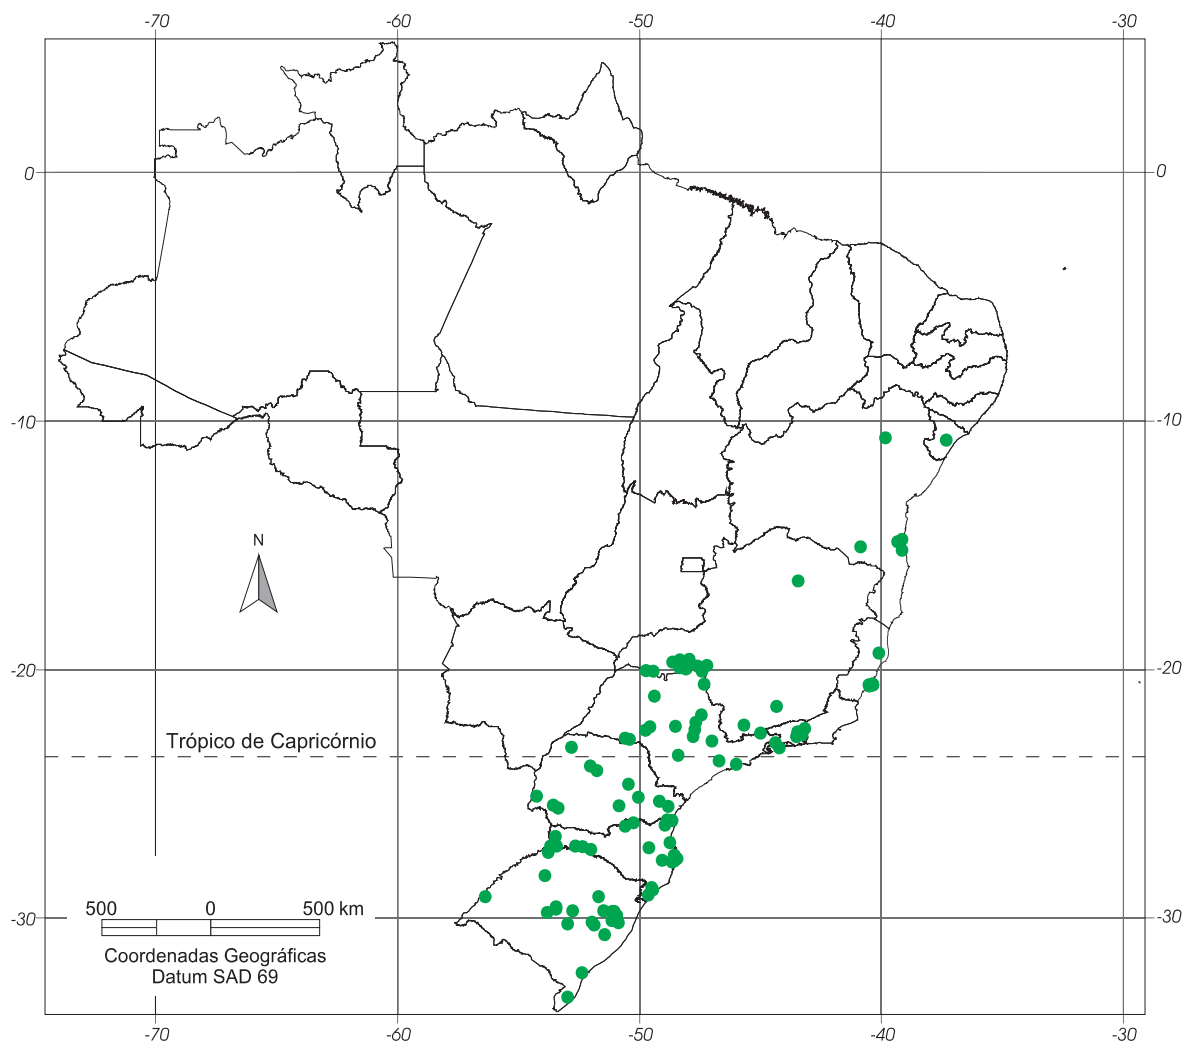 -70 -60 -50 -40 -30
0 0
-10 -10
N
-20 -20
Trópico de Capricórnio
500 0 500 km
-30 -30
Coordenadas Geográficas
Datum SAD 69
-70 -60 -50 -40 -30